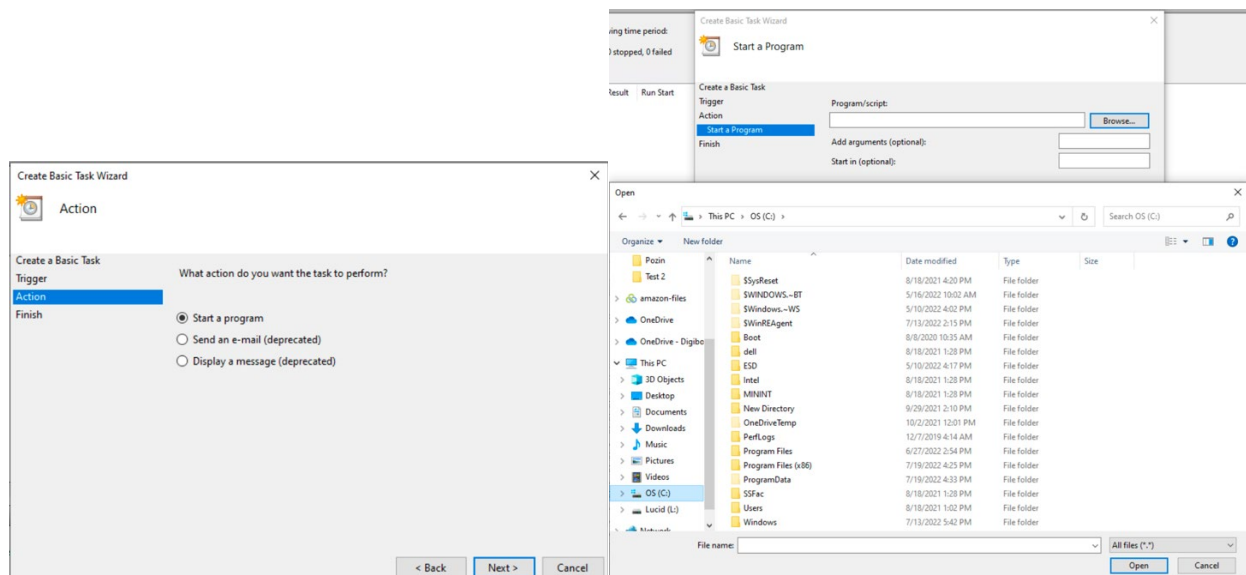 Create Basic Task Wizard
Action
Create a Basic Task
Trigger
Action
Finish
What action do you want the task to perform?
Start a program
Send an e-mail (deprecated)
Display a message (deprecated)
< Back Next > Cancel
ving time period:
0 stopped, 0 failed
Result Run Start
Create Basic Task Wizard
Start a Program
Create a Basic Task
Trigger
Action
Start a Program
Finish
Program/script:
Browse...
Add arguments (optional):
Start in (optional):
Open
This PC > OS (C:) >
Search OS (C:)
Organize New folder
Pozin
Test 2
amazon-files
OneDrive
OneDrive - Digibo
This PC
3D Objects
Desktop
Documents
Downloads
Music
Pictures
Videos
OS (C:)
Lucid (L:)
Network
Name Date modified Type Size
$SysReset 8/18/2021 4:20 PM File folder
$WINDOWS.~BT 5/16/2022 10:02 AM File folder
$Windows.~WS 5/10/2022 4:02 PM File folder
$WinREAgent 7/13/2022 2:15 PM File folder
Boot 8/8/2020 10:35 AM File folder
dell 8/18/2021 1:28 PM File folder
ESD 5/10/2022 4:17 PM File folder
Intel 8/18/2021 1:28 PM File folder
MININT 8/18/2021 1:28 PM File folder
New Directory 9/29/2021 2:10 PM File folder
OneDriveTemp 10/2/2021 12:01 PM File folder
PerfLogs 12/7/2019 4:14 AM File folder
Program Files 6/27/2022 2:54 PM File folder
Program Files (x86) 7/19/2022 4:25 PM File folder
ProgramData 7/19/2022 4:33 PM File folder
SSFac 8/18/2021 1:28 PM File folder
Users 8/18/2021 1:02 PM File folder
Windows 7/13/2022 5:42 PM File folder
File name: All files (*.*)
Open Cancel